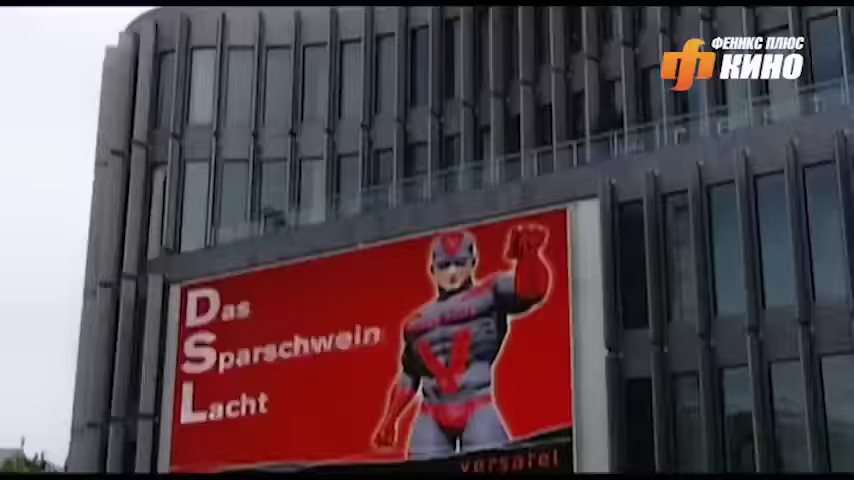 ФЕНИКС ПЛЮС
КИНО
Das
Sparschwein
Lacht
versatel